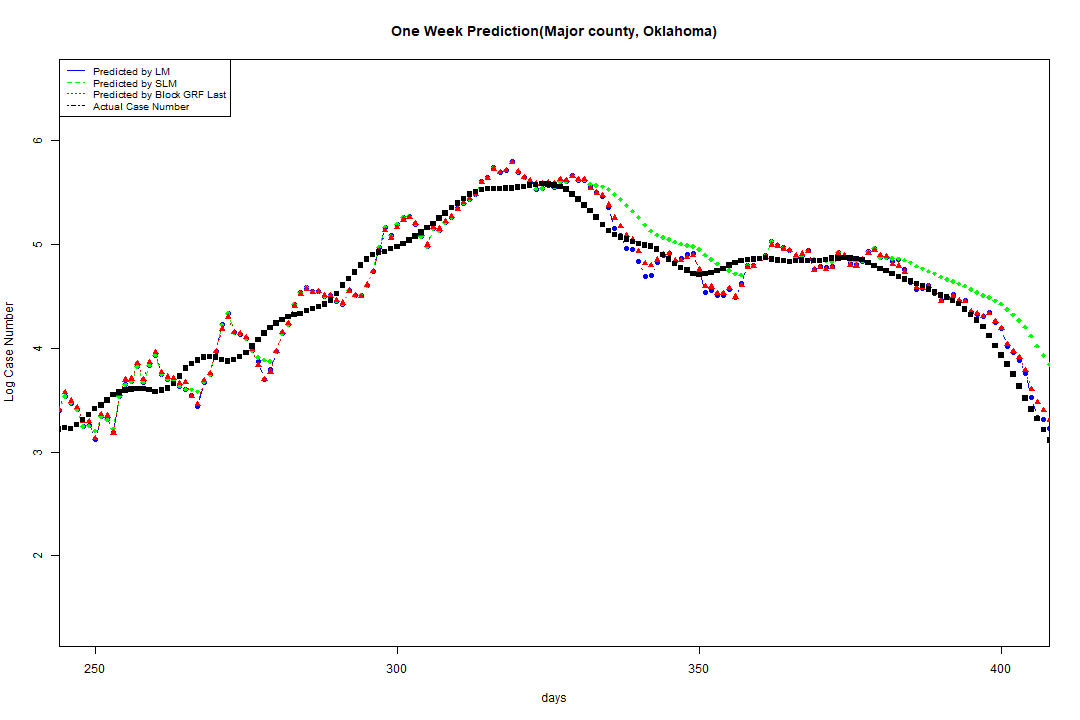 One Week Prediction(Major county, Oklahoma)
Predicted by LM
Predicted by SLM
Predicted by Block GRF Last
Actual Case Number
6
5
4
3
2
Log Case Number
250
300
350
400
days